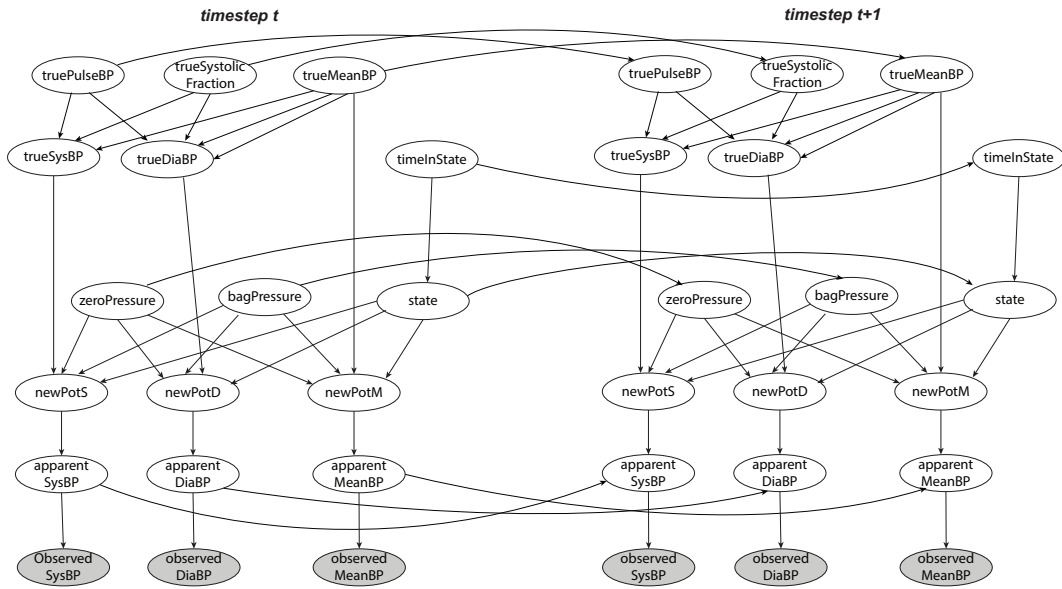 timestep t
timestep t+1
truePulseBP
trueSystolic
Fraction
trueMeanBP
truePulseBP
trueSystolic
Fraction
trueMeanBP
trueSysBP
trueDiaBP
timeInState
trueSysBP
trueDiaBP
timeInState
zeroPressure
bagPressure
state
zeroPressure
bagPressure
state
newPotS
newPotD
newPotM
newPotS
newPotD
newPotM
apparent
SysBP
apparent
DiaBP
apparent
MeanBP
apparent
SysBP
apparent
DiaBP
apparent
MeanBP
Observed
SysBP
observed
DiaBP
observed
MeanBP
observed
SysBP
observed
DiaBP
observed
MeanBP